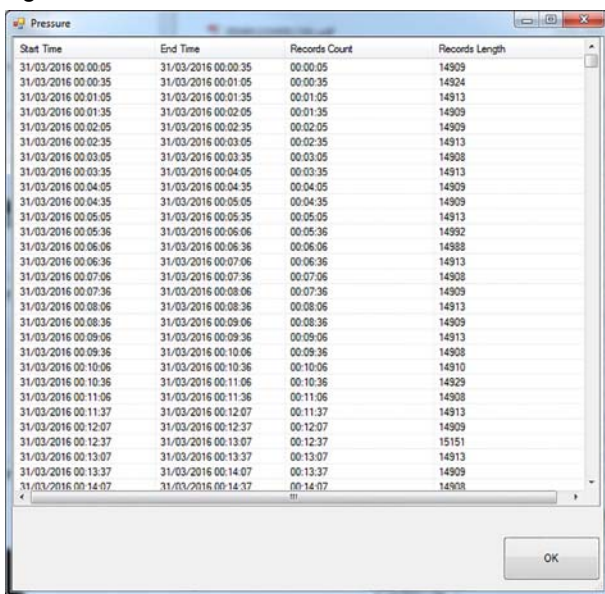 Pressure
Start Time End Time Records Count Records Length
31/03/2016 00:00:05 31/03/2016 00:00:35 00:00:05 14909
31/03/2016 00:00:35 31/03/2016 00:01:05 00:00:35 14924
31/03/2016 00:01:05 31/03/2016 00:01:35 00:01:05 14913
31/03/2016 00:01:35 31/03/2016 00:02:05 00:01:35 14909
31/03/2016 00:02:05 31/03/2016 00:02:35 00:02:05 14909
31/03/2016 00:02:35 31/03/2016 00:03:05 00:02:35 14913
31/03/2016 00:03:05 31/03/2016 00:03:35 00:03:05 14908
31/03/2016 00:03:35 31/03/2016 00:04:05 00:03:35 14913
31/03/2016 00:04:05 31/03/2016 00:04:35 00:04:05 14909
31/03/2016 00:04:35 31/03/2016 00:05:05 00:04:35 14909
31/03/2016 00:05:05 31/03/2016 00:05:35 00:05:05 14913
31/03/2016 00:05:36 31/03/2016 00:06:06 00:05:36 14992
31/03/2016 00:06:06 31/03/2016 00:06:36 00:06:06 14988
31/03/2016 00:06:36 31/03/2016 00:07:06 00:06:36 14913
31/03/2016 00:07:06 31/03/2016 00:07:36 00:07:06 14908
31/03/2016 00:07:36 31/03/2016 00:08:06 00:07:36 14909
31/03/2016 00:08:06 31/03/2016 00:08:36 00:08:06 14913
31/03/2016 00:08:36 31/03/2016 00:09:06 00:08:36 14909
31/03/2016 00:09:06 31/03/2016 00:09:36 00:09:06 14913
31/03/2016 00:09:36 31/03/2016 00:10:06 00:09:36 14908
31/03/2016 00:10:06 31/03/2016 00:10:36 00:10:06 14910
31/03/2016 00:10:36 31/03/2016 00:11:06 00:10:36 14929
31/03/2016 00:11:06 31/03/2016 00:11:36 00:11:06 14908
31/03/2016 00:11:37 31/03/2016 00:12:07 00:11:37 14913
31/03/2016 00:12:07 31/03/2016 00:12:37 00:12:07 14909
31/03/2016 00:12:37 31/03/2016 00:13:07 00:12:37 15151
31/03/2016 00:13:07 31/03/2016 00:13:37 00:13:07 14913
31/03/2016 00:13:37 31/03/2016 00:14:07 00:13:37 14909
31/03/2016 00:14:07 31/03/2016 00:14:37 00:14:07 14908
OK